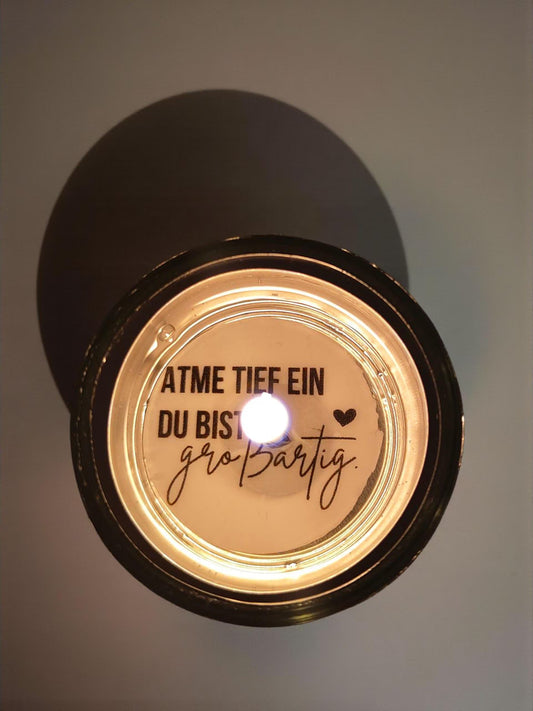 ATME TIEF EIN
DU BIST
großartig.